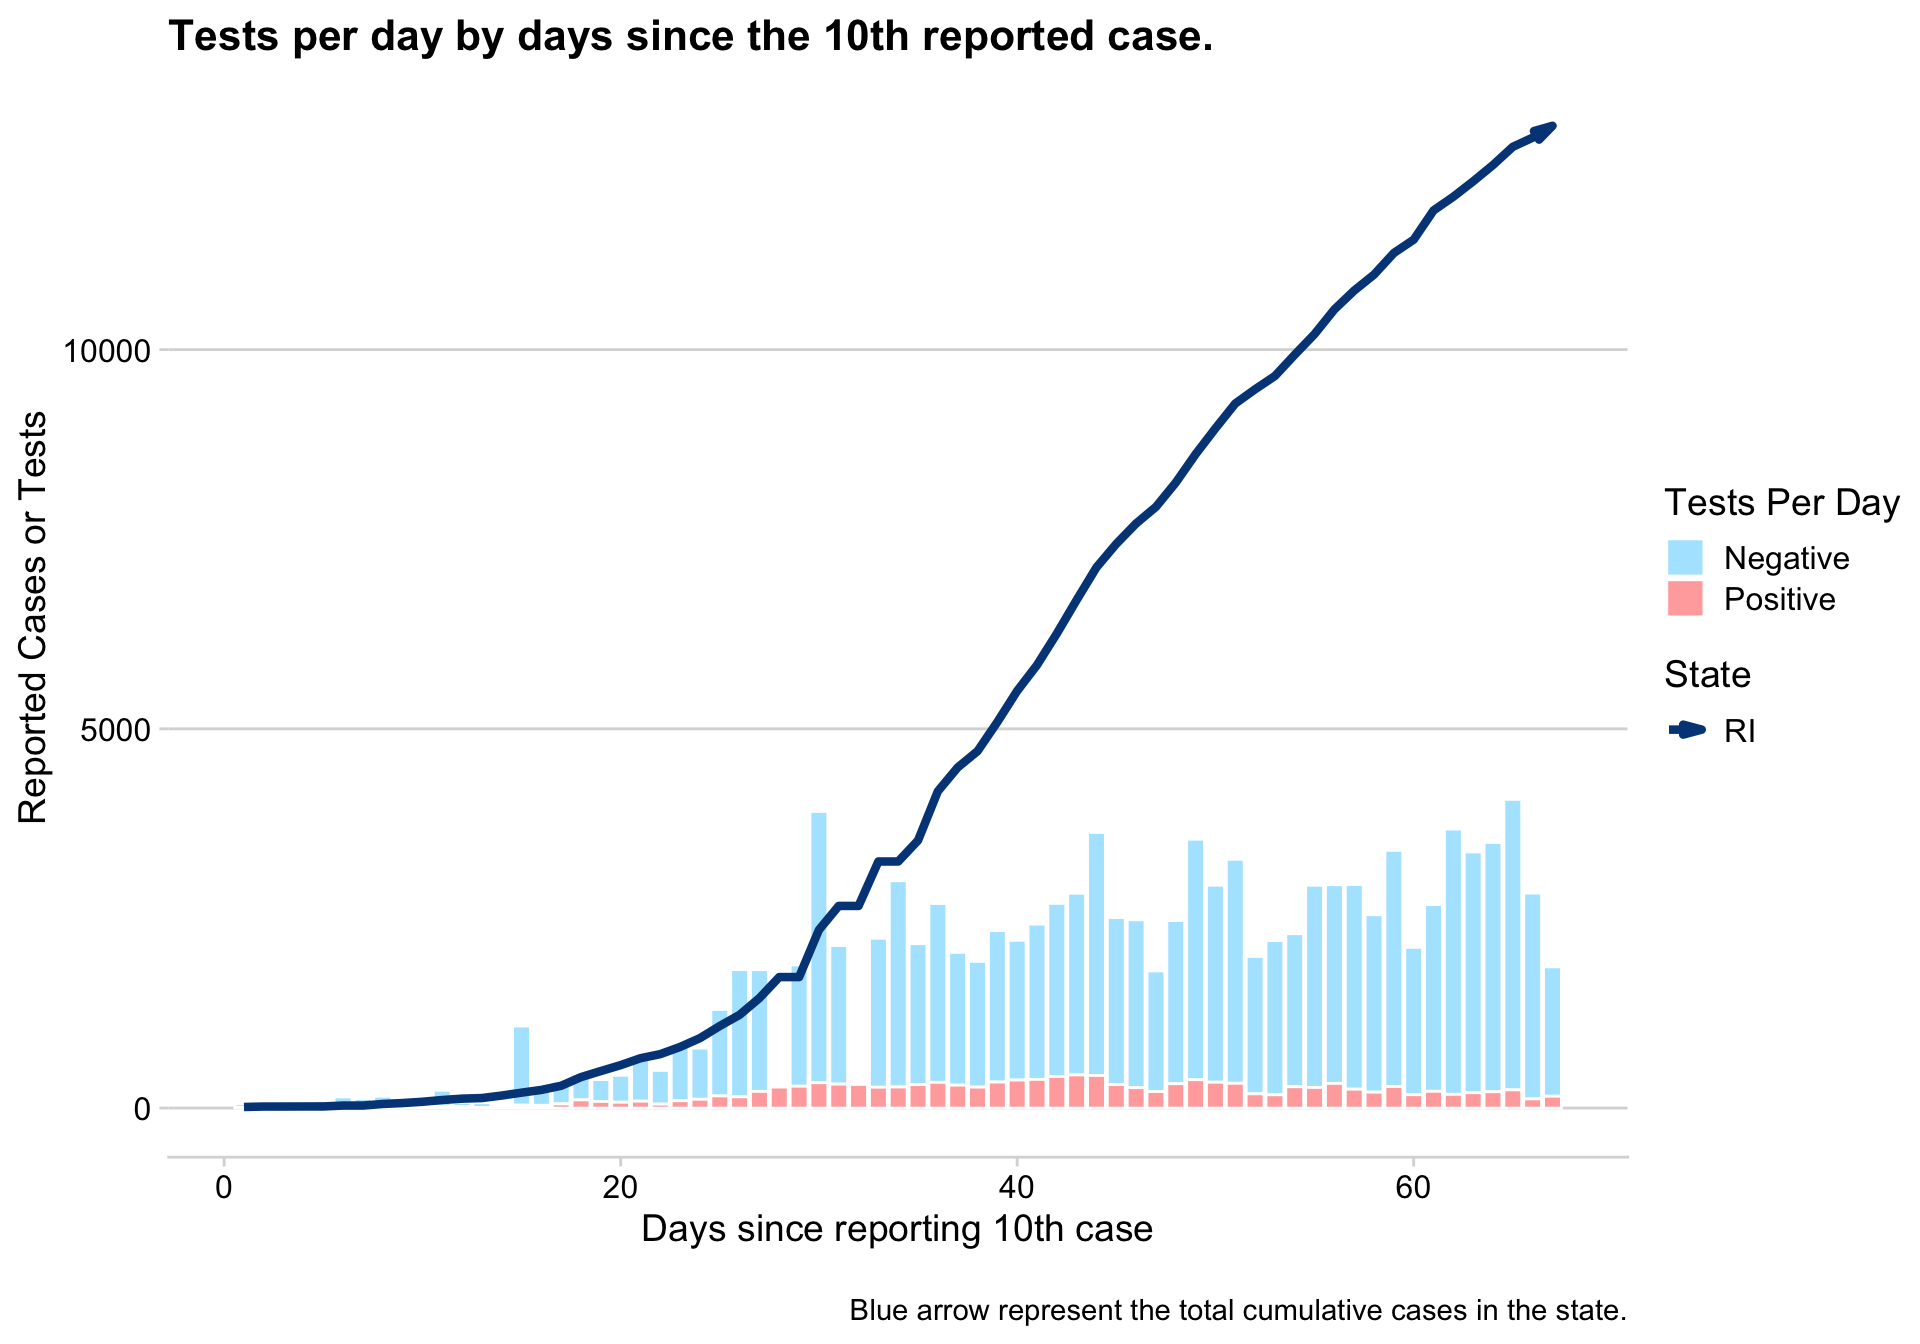 Tests per day by days since the 10th reported case.
Reported Cases or Tests
10000
5000
0
0
20
40
60
Days since reporting 10th case
Tests Per Day
Negative
Positive
State
RI
Blue arrow represent the total cumulative cases in the state.